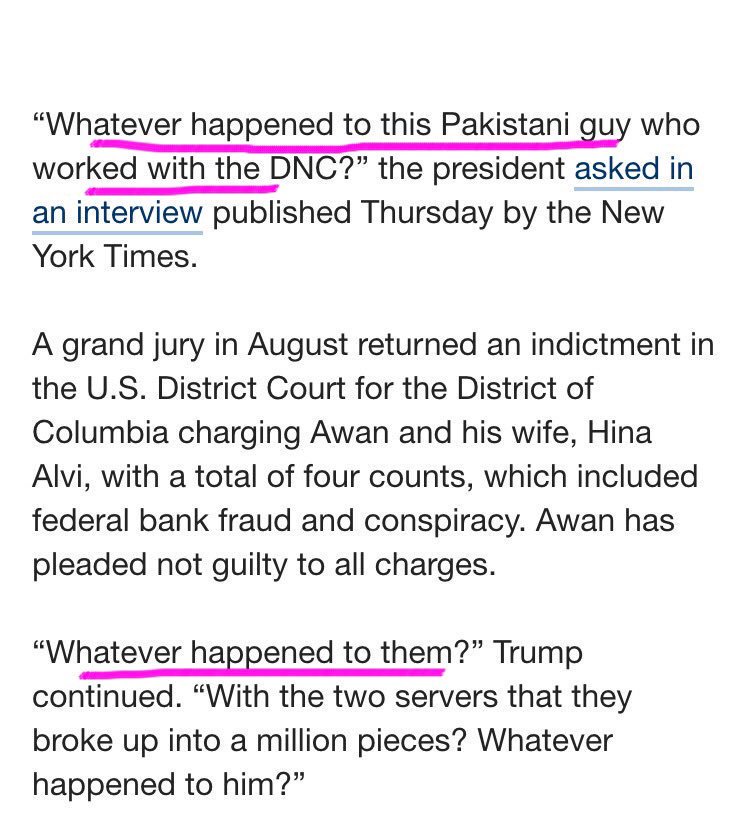 “Whatever happened to this Pakistani guy who
worked with the DNC?” the president asked in
an interview published Thursday by the New
York Times.
A grand jury in August returned an indictment in
the U.S. District Court for the District of
Columbia charging Awan and his wife, Hina
Alvi, with a total of four counts, which included
federal bank fraud and conspiracy. Awan has
pleaded not guilty to all charges.
“Whatever happened to them?” Trump
continued. “With the two servers that they
broke up into a million pieces? Whatever
happened to him?”